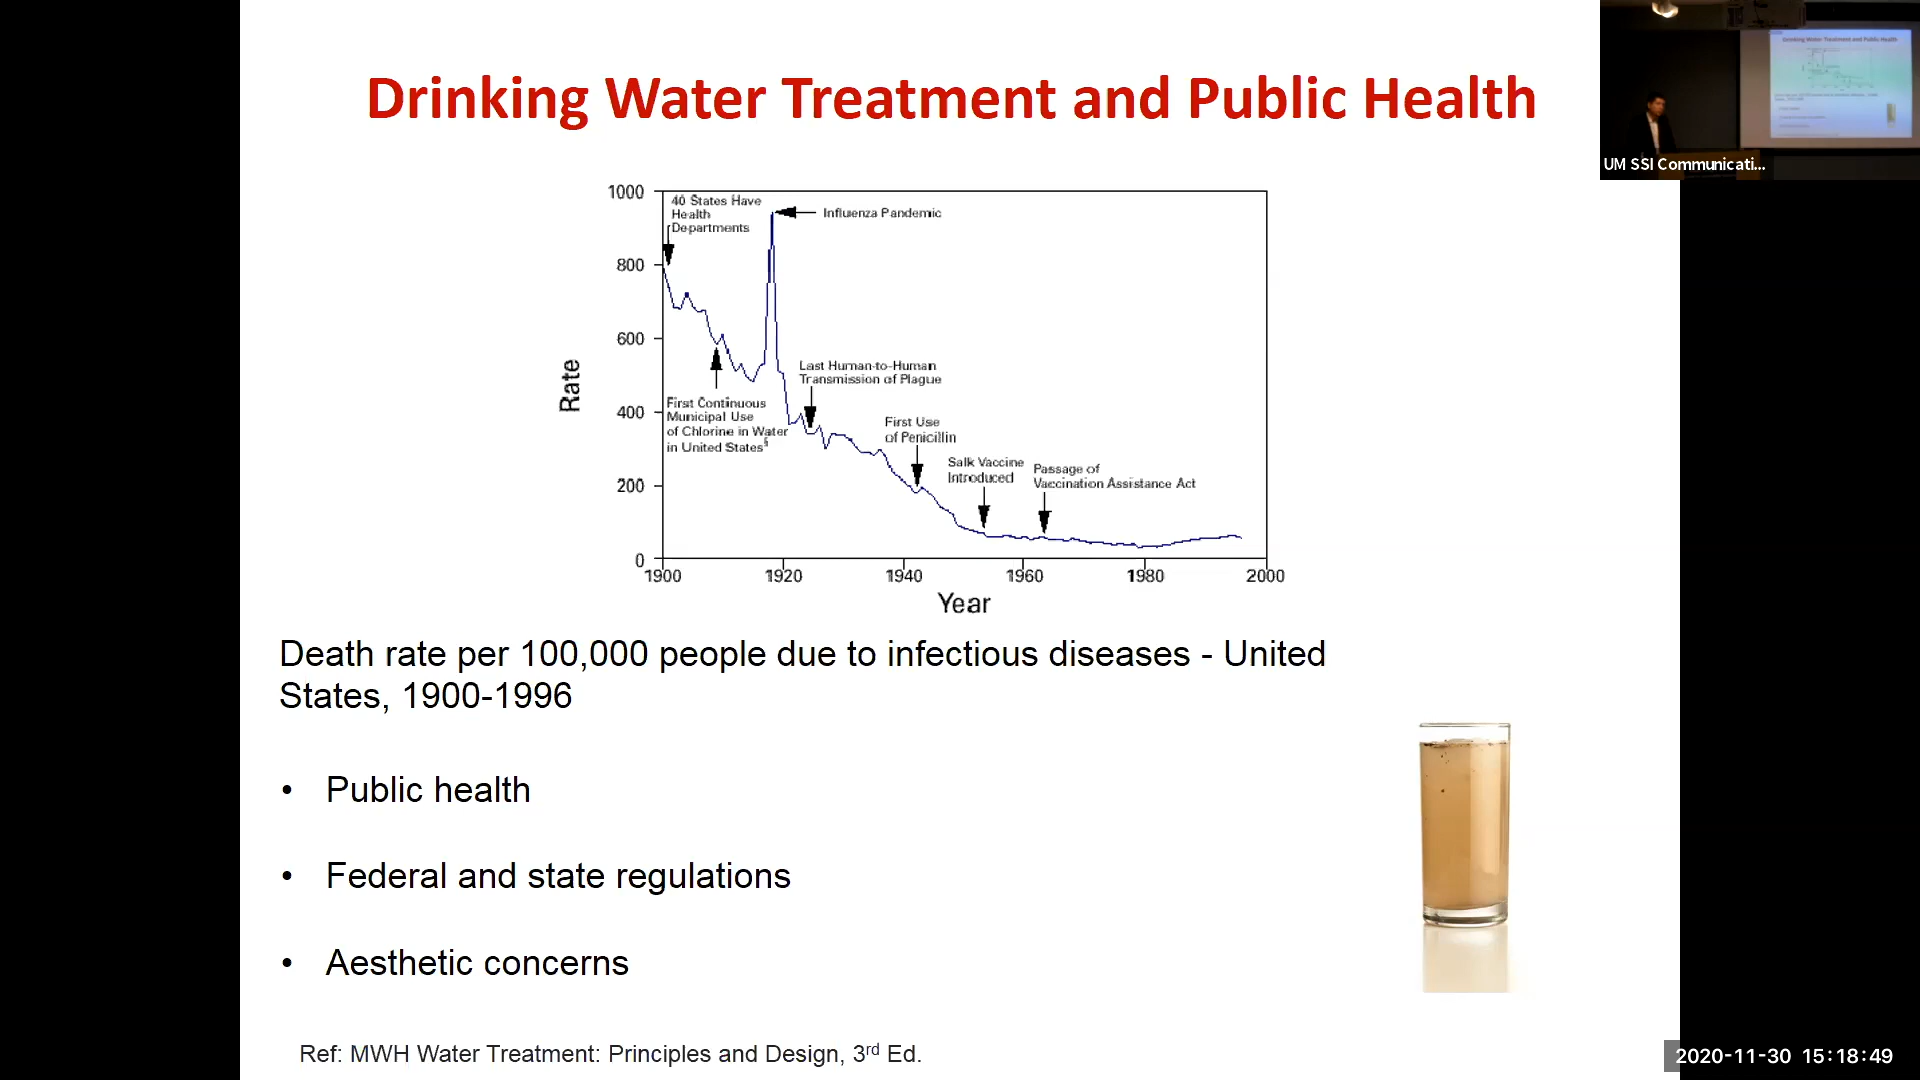 Drinking Water Treatment and Public Health
UM SSI Communicati...
1000
800
600
400
200
0
Rate
40 States Have
Health
Departments
Influenza Pandemic
First Continuous
Municipal Use
of Chlorine in Water
in United States§
Last Human-to-Human
Transmission of Plague
First Use
of Penicillin
Salk Vaccine
Introduced
Passage of
Vaccination Assistance Act
1900 1920 1940 1960 1980 2000
Year
Death rate per 100,000 people due to infectious diseases - United
States, 1900-1996
• Public health
• Federal and state regulations
• Aesthetic concerns
Ref: MWH Water Treatment: Principles and Design, 3rd Ed.
2020-11-30 15:18:49